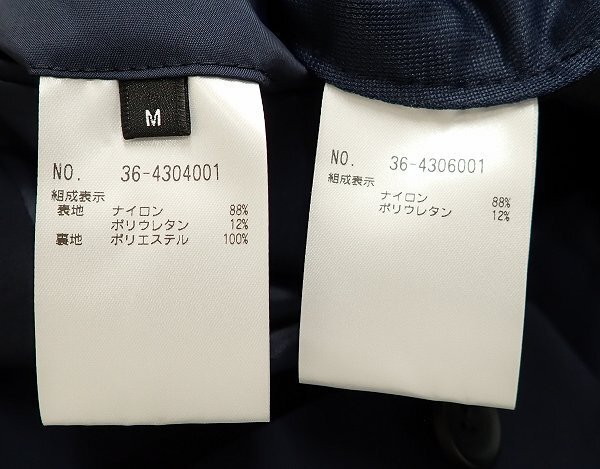 M
NO. 36-4304001
組成表示
表地 ナイロン 88%
ポリウレタン 12%
裏地 ポリエステル 100%
NO. 36-4306001
組成表示
ナイロン 88%
ポリウレタン 12%